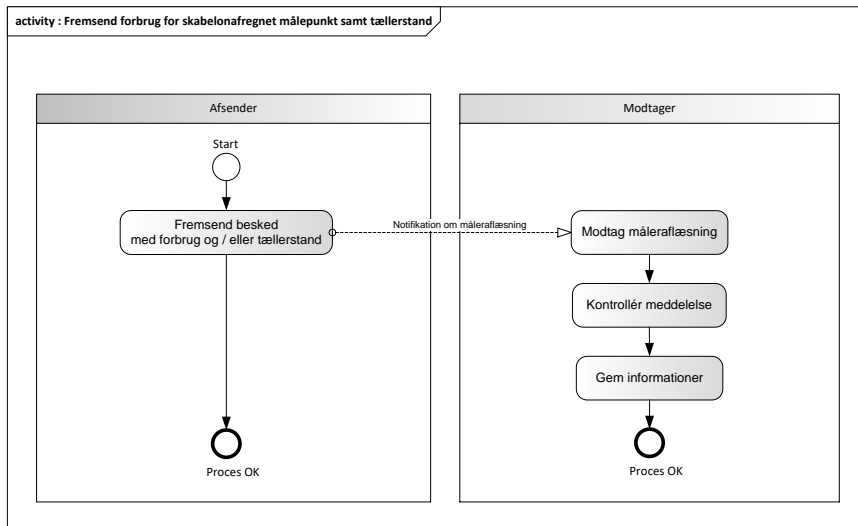 activity : Fremsend forbrug for skabelonafregnet målepunkt samt tællerstand
Afsender
Modtager
Start
Fremsend besked
med forbrug og / eller tællerstand
Notifikation om måleraflæsning
Modtag måleraflæsning
Kontrollér meddelelse
Gem informationer
Proces OK
Proces OK